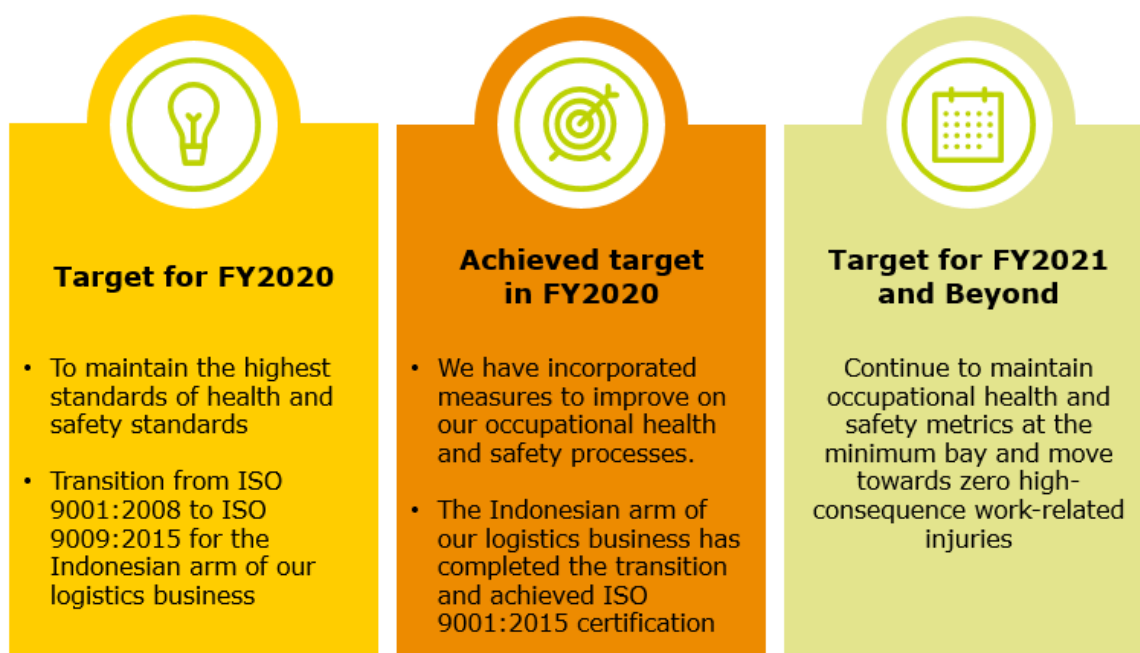 Target for FY2020
• To maintain the highest
standards of health and
safety standards
• Transition from ISO
9001:2008 to ISO
9009:2015 for the
Indonesian arm of our
logistics business
Achieved target
in FY2020
• We have incorporated
measures to improve on
our occupational health
and safety processes.
• The Indonesian arm of
our logistics business has
completed the transition
and achieved ISO
9001:2015 certification
Target for FY2021
and Beyond
Continue to maintain
occupational health and
safety metrics at the
minimum bay and move
towards zero high-
consequence work-related
injuries